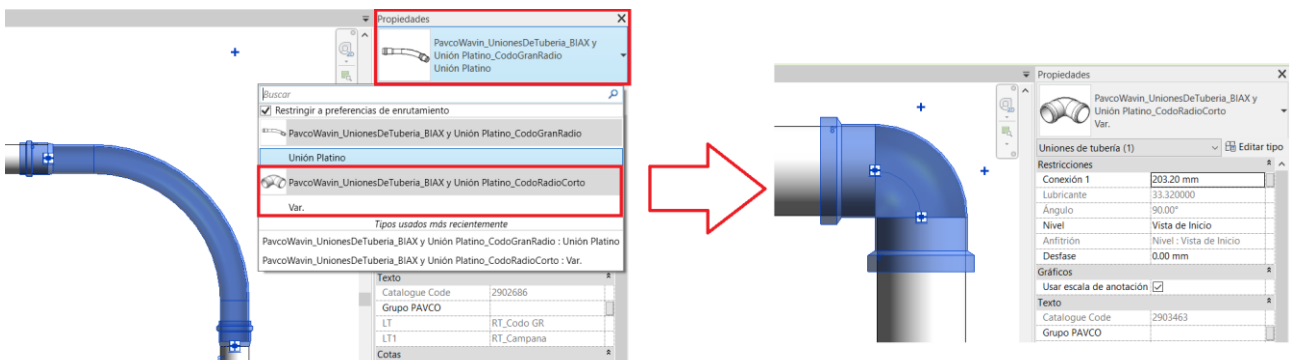 Propiedades
PavcoWavin_UnionesDeTuberia_BIAX y
Unión Platino_CodoGranRadio
Unión Platino
Buscar
Restringir a preferencias de enrutamiento
PavcoWavin_UnionesDeTuberia_BIAX y Unión Platino_CodoGranRadio
Unión Platino
PavcoWavin_UnionesDeTuberia_BIAX y Unión Platino_CodoRadioCorto
Var.
Tipos usados más recientemente
PavcoWavin_UnionesDeTuberia_BIAX y Unión Platino_CodoGranRadio : Unión Platino
PavcoWavin_UnionesDeTuberia_BIAX y Unión Platino_CodoRadioCorto : Var.
Texto
Catalogue Code 2902686
Grupo PAVCO
LT RT_Codo GR
LT1 RT_Campana
Cotas
Propiedades
PavcoWavin_UnionesDeTuberia_BIAX y
Unión Platino_CodoRadioCorto
Var.
Uniones de tubería (1) Editar tipo
Restricciones
Conexión 1 203.20 mm
Lubricante 33.320000
Ángulo 90.00°
Nivel Vista de Inicio
Anfitrión Nivel : Vista de Inicio
Desfase 0.00 mm
Gráficos
Usar escala de anotación
Texto
Catalogue Code 2903463
Grupo PAVCO